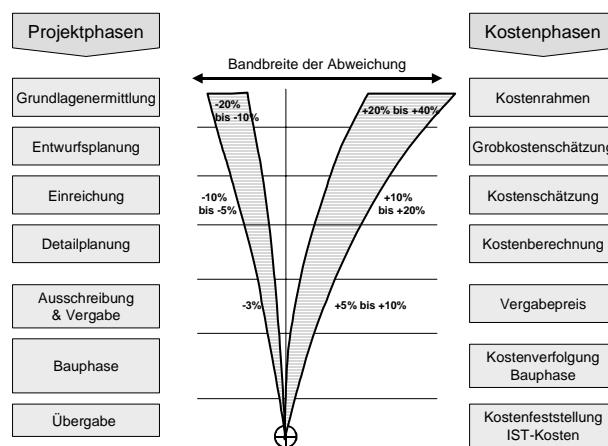 Projektphasen
Kostenphasen
Bandbreite der Abweichung
Grundlagenermittlung
-20%
bis -10%
+20% bis +40%
Kostenrahmen
Entwurfsplanung
Grobkostenschätzung
Einreichung
-10%
bis -5%
+10%
bis +20%
Kostenschätzung
Detailplanung
Kostenberechnung
Ausschreibung
& Vergabe
-3%
+5% bis +10%
Vergabepreis
Bauphase
Kostenverfolgung
Bauphase
Übergabe
Kostenfeststellung
IST-Kosten